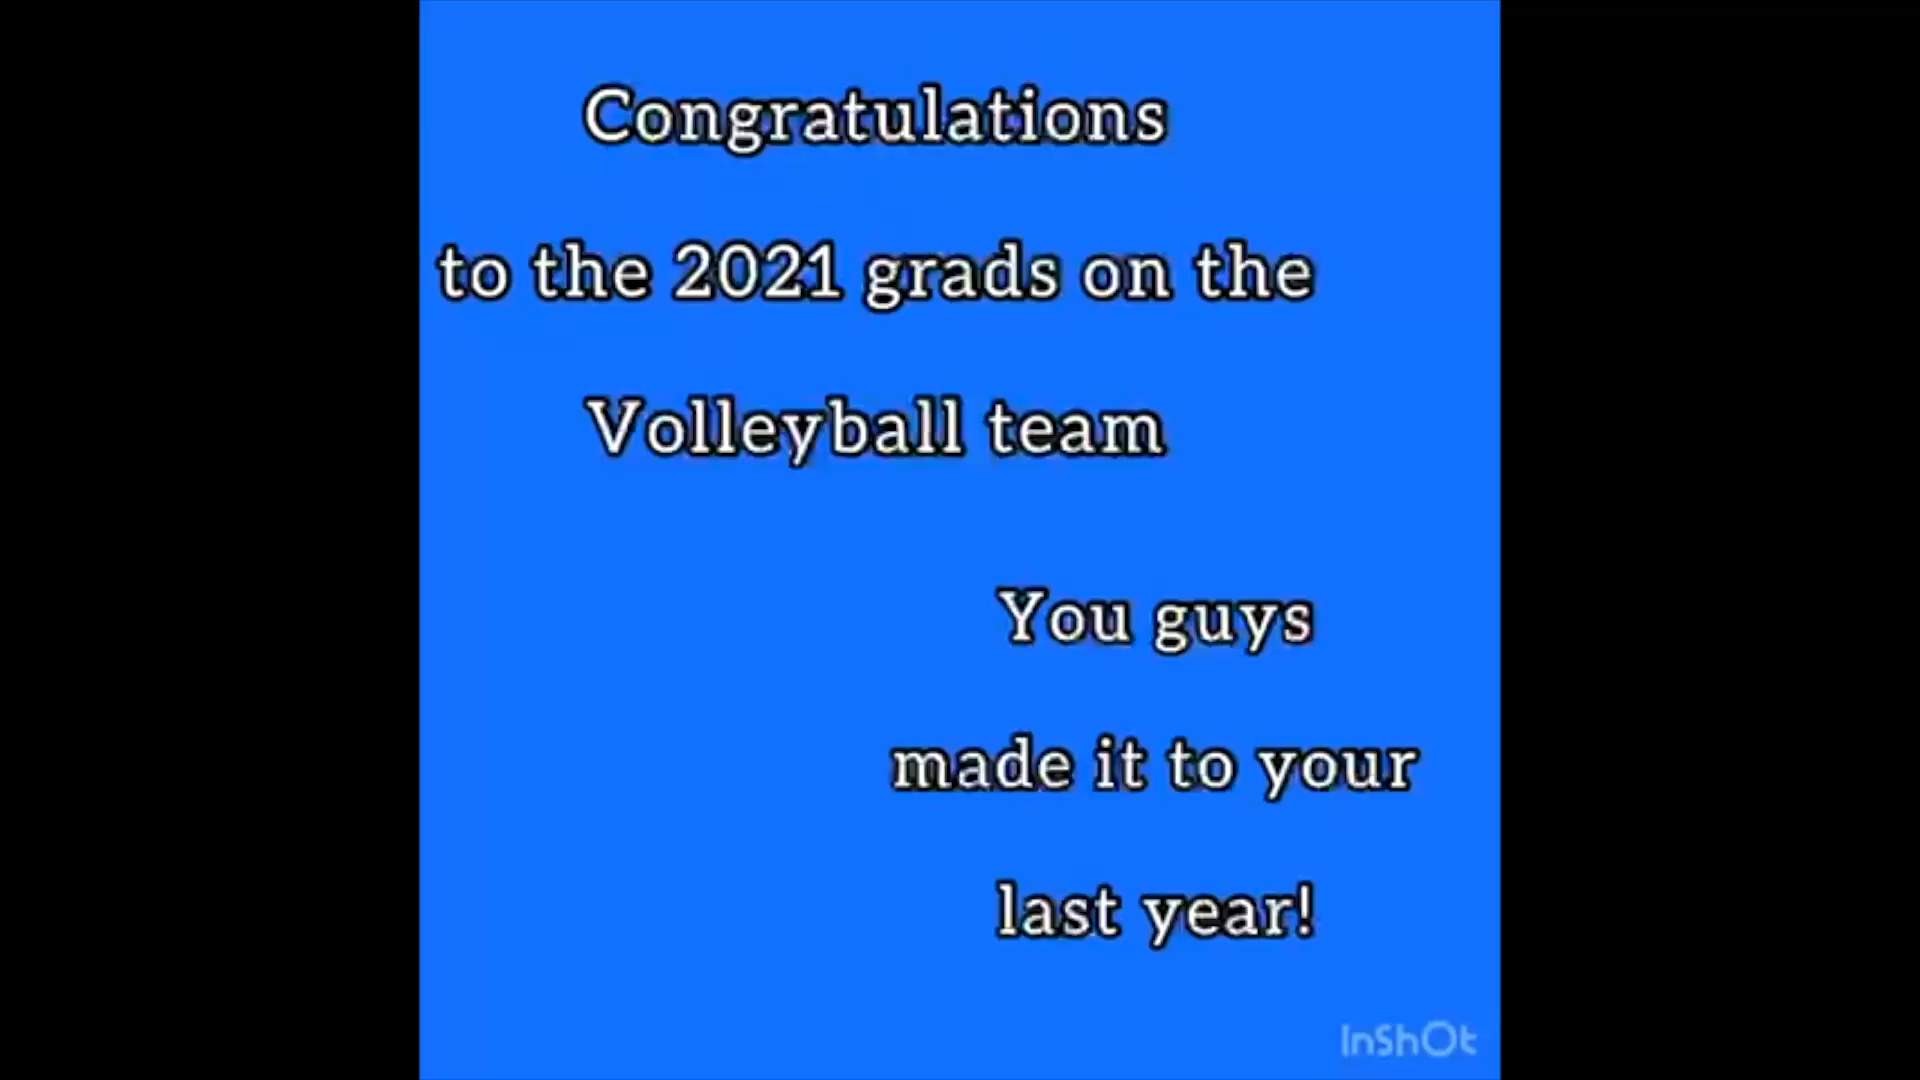 Congratulations
to the 2021 grads on the
Volleyball team
You guys
made it to your
last year!
InShOt